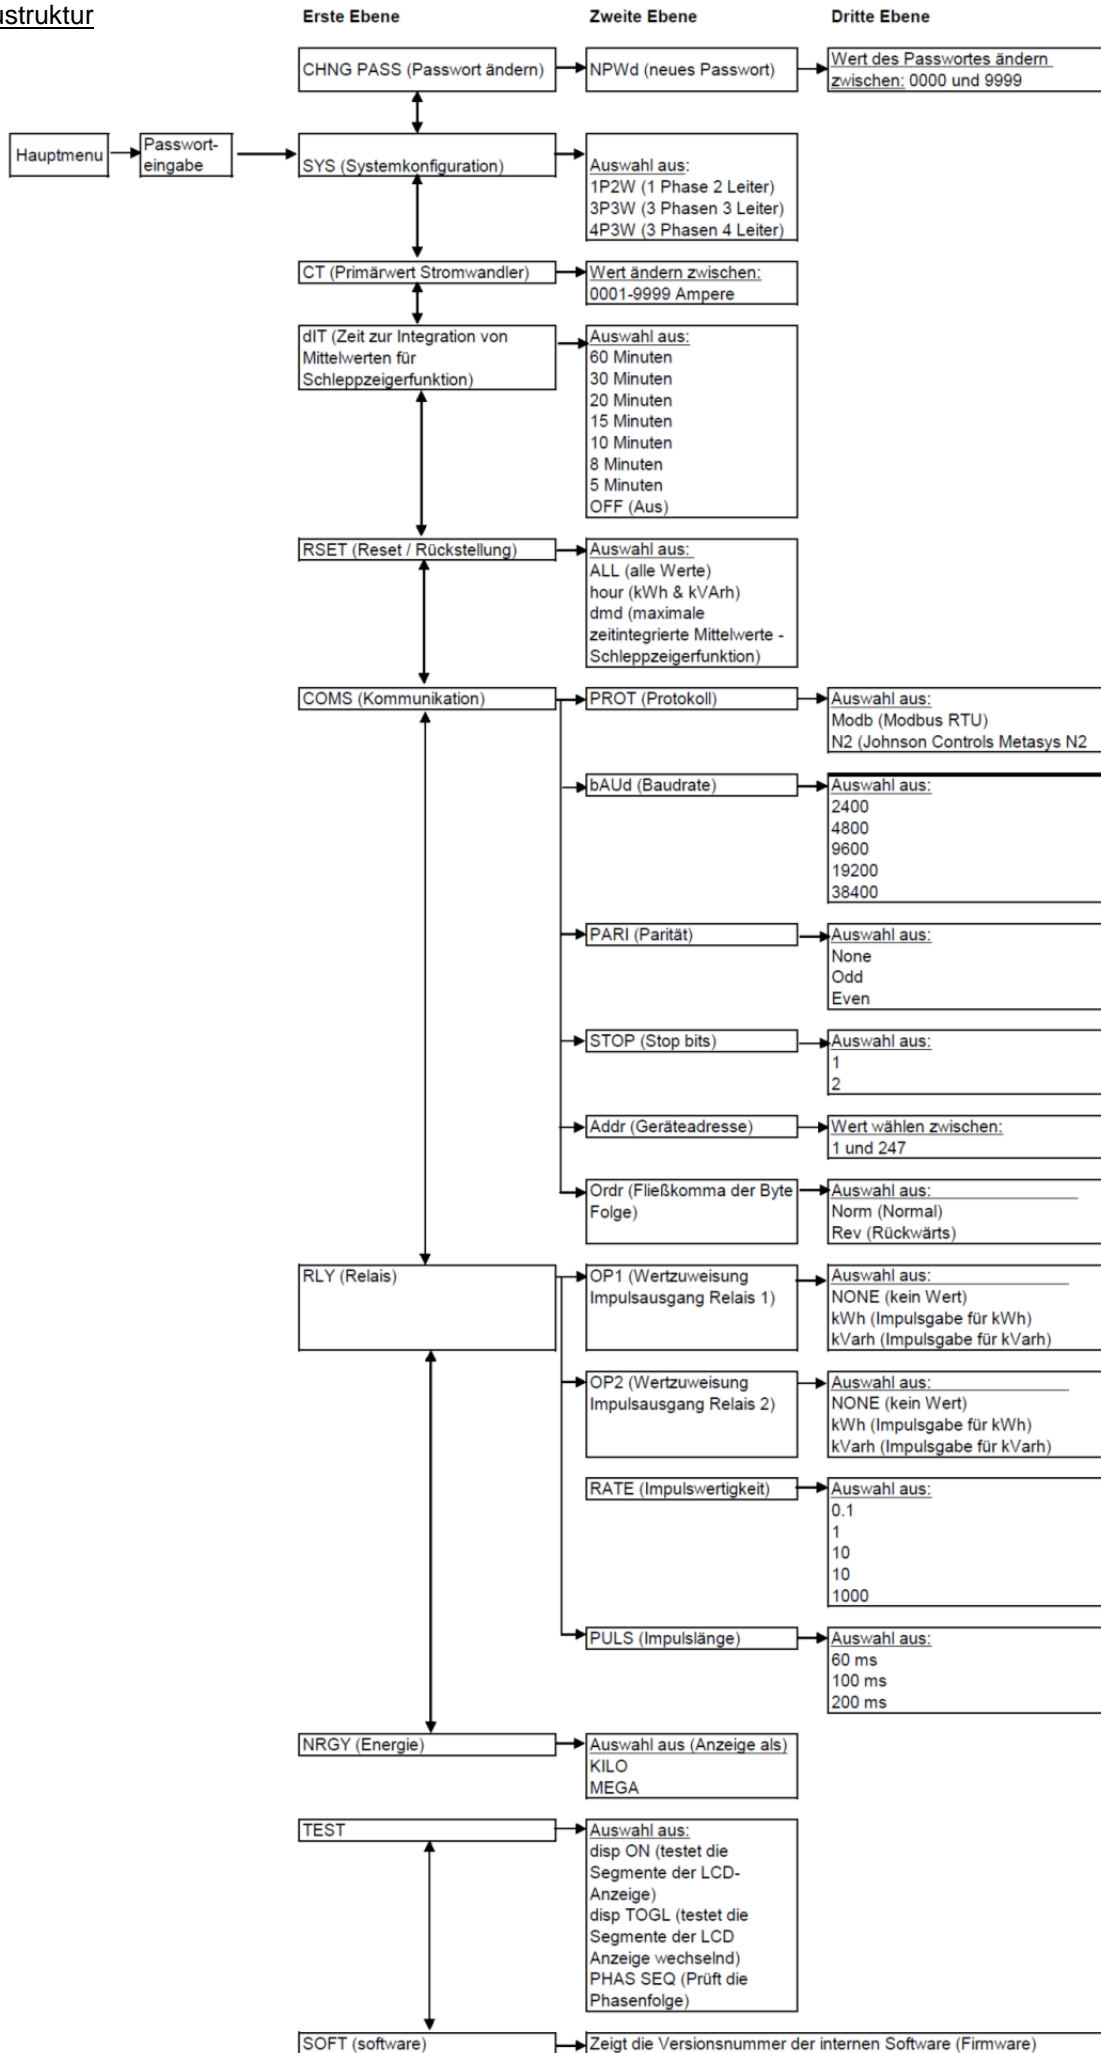 ustruktur
Erste Ebene
Zweite Ebene
Dritte Ebene
CHNG PASS (Passwort ändern)
NPWd (neues Passwort)
Wert des Passwortes ändern
zwischen: 0000 und 9999
Hauptmenu
Passwort-
eingabe
SYS (Systemkonfiguration)
Auswahl aus:
1P2W (1 Phase 2 Leiter)
3P3W (3 Phasen 3 Leiter)
4P3W (3 Phasen 4 Leiter)
CT (Primärwert Stromwandler)
Wert ändern zwischen:
0001-9999 Ampere
dIT (Zeit zur Integration von
Mittelwerten für
Schleppzeigerfunktion)
Auswahl aus:
60 Minuten
30 Minuten
20 Minuten
15 Minuten
10 Minuten
8 Minuten
5 Minuten
OFF (Aus)
RSET (Reset / Rückstellung)
Auswahl aus:
ALL (alle Werte)
hour (kWh & kVArh)
dmd (maximale
zeitintegrierte Mittelwerte -
Schleppzeigerfunktion)
COMS (Kommunikation)
PROT (Protokoll)
Auswahl aus:
Modb (Modbus RTU)
N2 (Johnson Controls Metasys N2
bAUd (Baudrate)
Auswahl aus:
2400
4800
9600
19200
38400
PARI (Parität)
Auswahl aus:
None
Odd
Even
STOP (Stop bits)
Auswahl aus:
1
2
Addr (Geräteadresse)
Wert wählen zwischen:
1 und 247
Ordr (Fließkomma der Byte
Folge)
Auswahl aus:
Norm (Normal)
Rev (Rückwärts)
RLY (Relais)
OP1 (Wertzuweisung
Impulsausgang Relais 1)
Auswahl aus:
NONE (kein Wert)
kWh (Impulsgabe für kWh)
kVarh (Impulsgabe für kVarh)
OP2 (Wertzuweisung
Impulsausgang Relais 2)
Auswahl aus:
NONE (kein Wert)
kWh (Impulsgabe für kWh)
kVarh (Impulsgabe für kVarh)
RATE (Impulswertigkeit)
Auswahl aus:
0.1
1
10
10
1000
PULS (Impulslänge)
Auswahl aus:
60 ms
100 ms
200 ms
NRGY (Energie)
Auswahl aus (Anzeige als)
KILO
MEGA
TEST
Auswahl aus:
disp ON (testet die
Segmente der LCD-
Anzeige)
disp TOGL (testet die
Segmente der LCD
Anzeige wechselnd)
PHAS SEQ (Prüft die
Phasenfolge)
SOFT (software)
Zeigt die Versionsnummer der internen Software (Firmware)